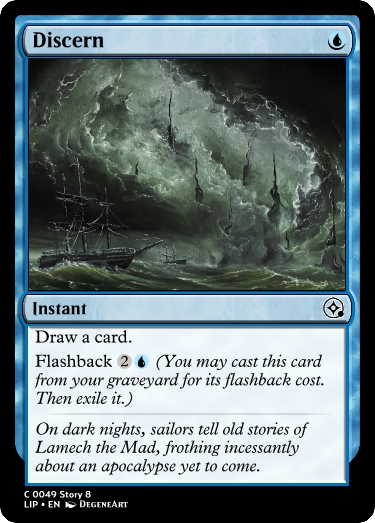 Discern
Instant
Draw a card.
Flashback 2 (You may cast this card
from your graveyard for its flashback cost.
Then exile it.)
On dark nights, sailors tell old stories of
Lamech the Mad, frothing incessantly
about an apocalypse yet to come.
C 0049 Story 8
LIP • EN DegeneArt